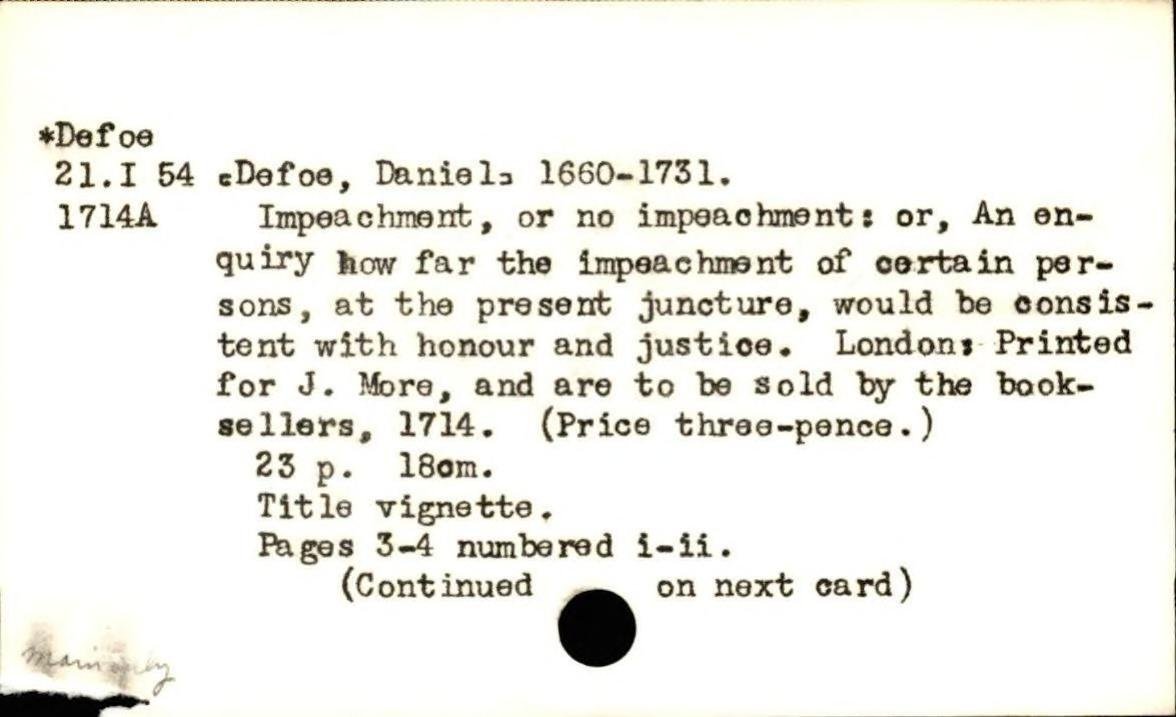 *Defoe
21.I 54 [Defoe, Daniel] 1660-1731.
1714A Impeachment, or no impeachment: or, An en-
quiry how far the impeachment of certain per-
sons, at the present juncture, would be consis-
tent with honour and justice. London: Printed
for J. More, and are to be sold by the book-
sellers, 1714. (Price three-pence.)
23 p. 18cm.
Title vignette.
Pages 3-4 numbered i-ii.
(Continued on next card)
main only